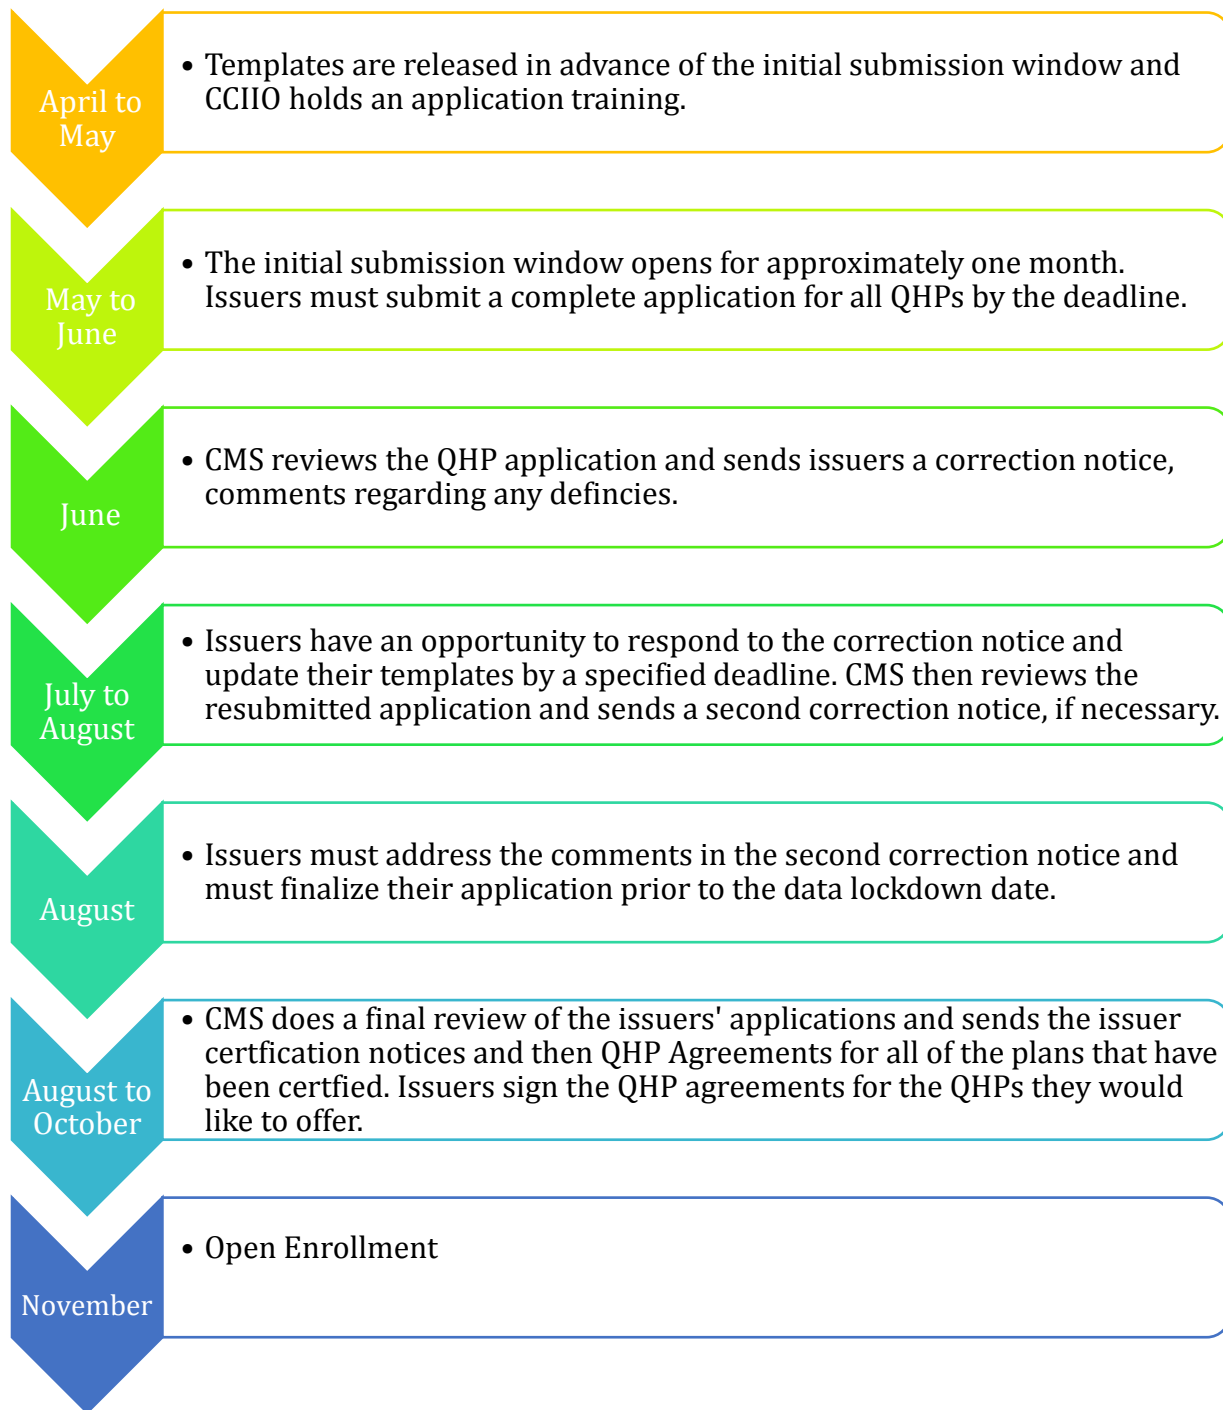 April to
May
• Templates are released in advance of the initial submission window and
CCIIO holds an application training.
May to
June
• The initial submission window opens for approximately one month.
Issuers must submit a complete application for all QHPs by the deadline.
June
• CMS reviews the QHP application and sends issuers a correction notice,
comments regarding any defincies.
July to
August
• Issuers have an opportunity to respond to the correction notice and
update their templates by a specified deadline. CMS then reviews the
resubmitted application and sends a second correction notice, if necessary.
August
• Issuers must address the comments in the second correction notice and
must finalize their application prior to the data lockdown date.
August to
October
• CMS does a final review of the issuers' applications and sends the issuer
certfication notices and then QHP Agreements for all of the plans that have
been certfied. Issuers sign the QHP agreements for the QHPs they would
like to offer.
November
• Open Enrollment